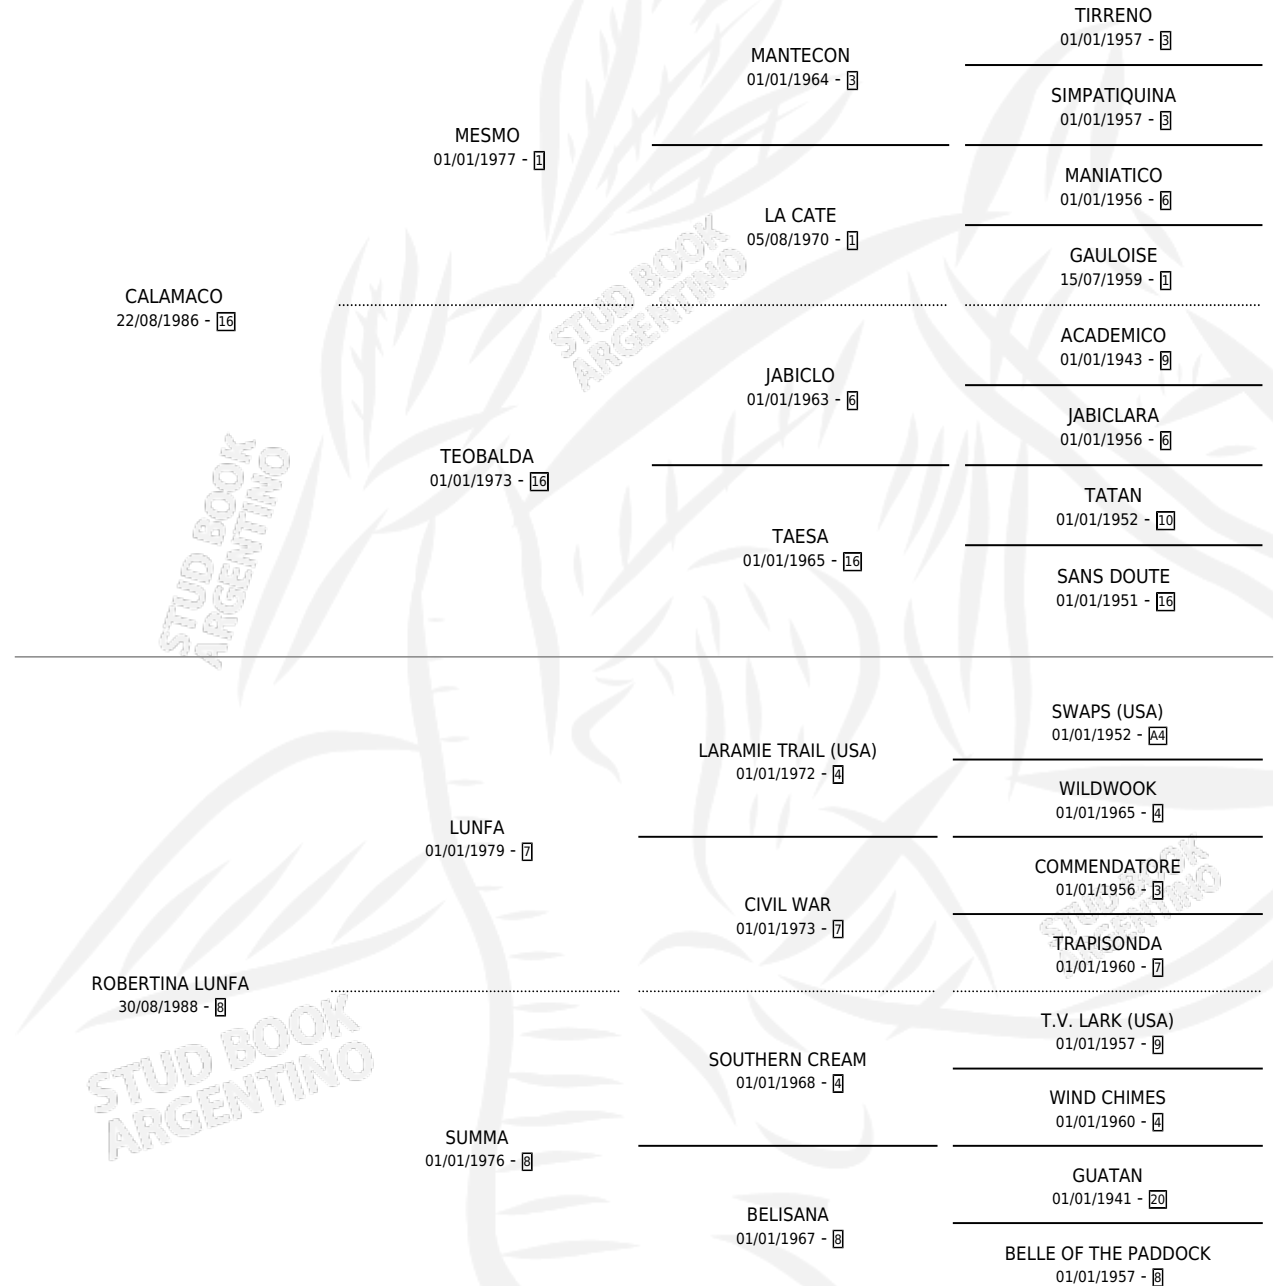 TIRRENO
01/01/1957 - 3
MANTECON
01/01/1964 - 3
SIMPATIQUINA
01/01/1957 - 3
MESMO
01/01/1977 - 1
MANIATICO
01/01/1956 - 6
LA CATE
05/08/1970 - 1
GAULOISE
15/07/1959 - 1
CALAMACO
22/08/1986 - 16
ACADEMICO
01/01/1943 - 9
JABICLO
01/01/1963 - 6
JABICLARA
01/01/1956 - 6
TEOBALDA
01/01/1973 - 16
TATAN
01/01/1952 - 10
TAESA
01/01/1965 - 16
SANS DOUTE
01/01/1951 - 16
SWAPS (USA)
01/01/1952 - A4
LARAMIE TRAIL (USA)
01/01/1972 - 4
WILDWOOK
01/01/1965 - 4
LUNFA
01/01/1979 - 7
COMMENDATORE
01/01/1956 - 3
CIVIL WAR
01/01/1973 - 7
TRAPISONDA
01/01/1960 - 7
ROBERTINA LUNFA
30/08/1988 - 8
T.V. LARK (USA)
01/01/1957 - 9
SOUTHERN CREAM
01/01/1968 - 4
WIND CHIMES
01/01/1960 - 4
SUMMA
01/01/1976 - 8
GUATAN
01/01/1941 - 20
BELISANA
01/01/1967 - 8
BELLE OF THE PADDOCK
01/01/1957 - 8
STUD BOOK
ARGENTINO
STUD BOOK
ARGENTINO
STUD BOOK
ARGENTINO
STUD BOOK
ARGENTINO